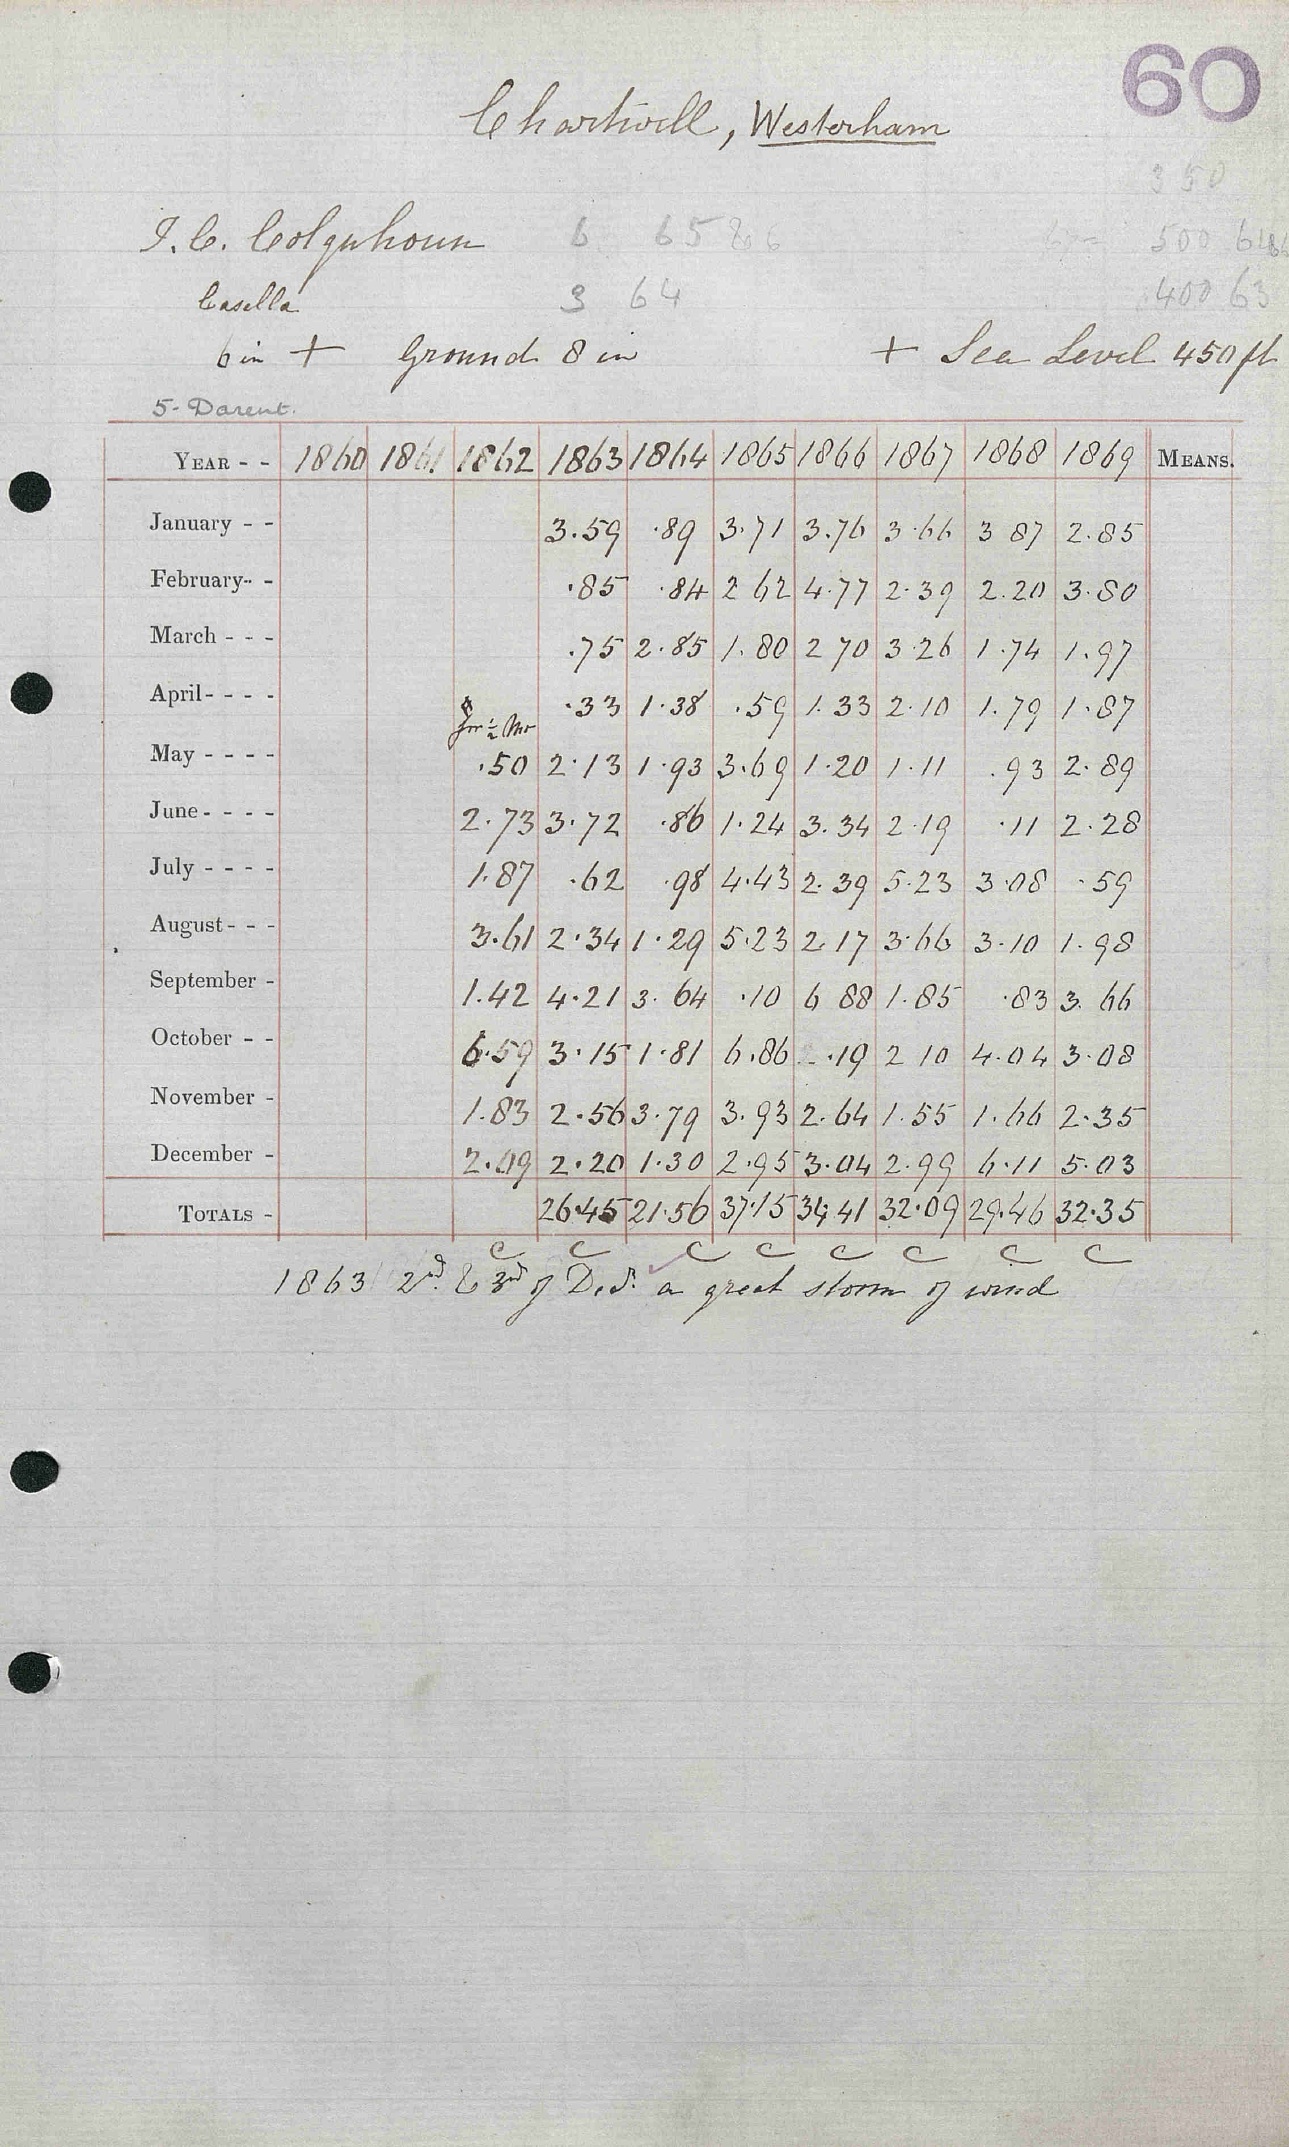 60
Chartwell, Westerham
350
J. C. Colquhoun 6 65 & 6 67= 500 64
Casella 3 64 400 63
6 in + Ground 8 in + Sea Level 450 ft
5- Darent.
YEAR - - 1860 1861 1862 1863 1864 1865 1866 1867 1868 1869 MEANS.
January - - 3.59 .89 3.71 3.76 3.66 3 87 2.85
February - - .85 .84 2 62 4.77 2.39 2.20 3.80
March - - - .75 2.85 1.80 2 70 3.26 1.74 1.97
April - - - - .33 1.38 .59 1.33 2.10 1.79 1.87
for ½ Mo
May - - - - .50 2.13 1.93 3.69 1.20 1.11 .93 2.89
June - - - - 2.73 3.72 .86 1.24 3.34 2.19 .11 2.28
July - - - - 1.87 .62 .98 4.43 2.39 5.23 3.08 .59
August - - - 3.61 2.34 1.29 5.23 2.17 3.66 3.10 1.98
September - 1.42 4.21 3.64 .10 6 88 1.85 .83 3.66
October - - 6.59 3.15 1.81 6.86 .19 2 10 4.04 3.08
November - 1.83 2.56 3.79 3.93 2.64 1.55 1.66 2.35
December - 2.09 2.20 1.30 2.95 3.04 2.99 6.11 5.03
TOTALS - 26.45 21.56 37.15 34.41 32.09 29.46 32.35
C C C C C C C C
1863 2nd. & 3rd of Decr. a great storm of wind